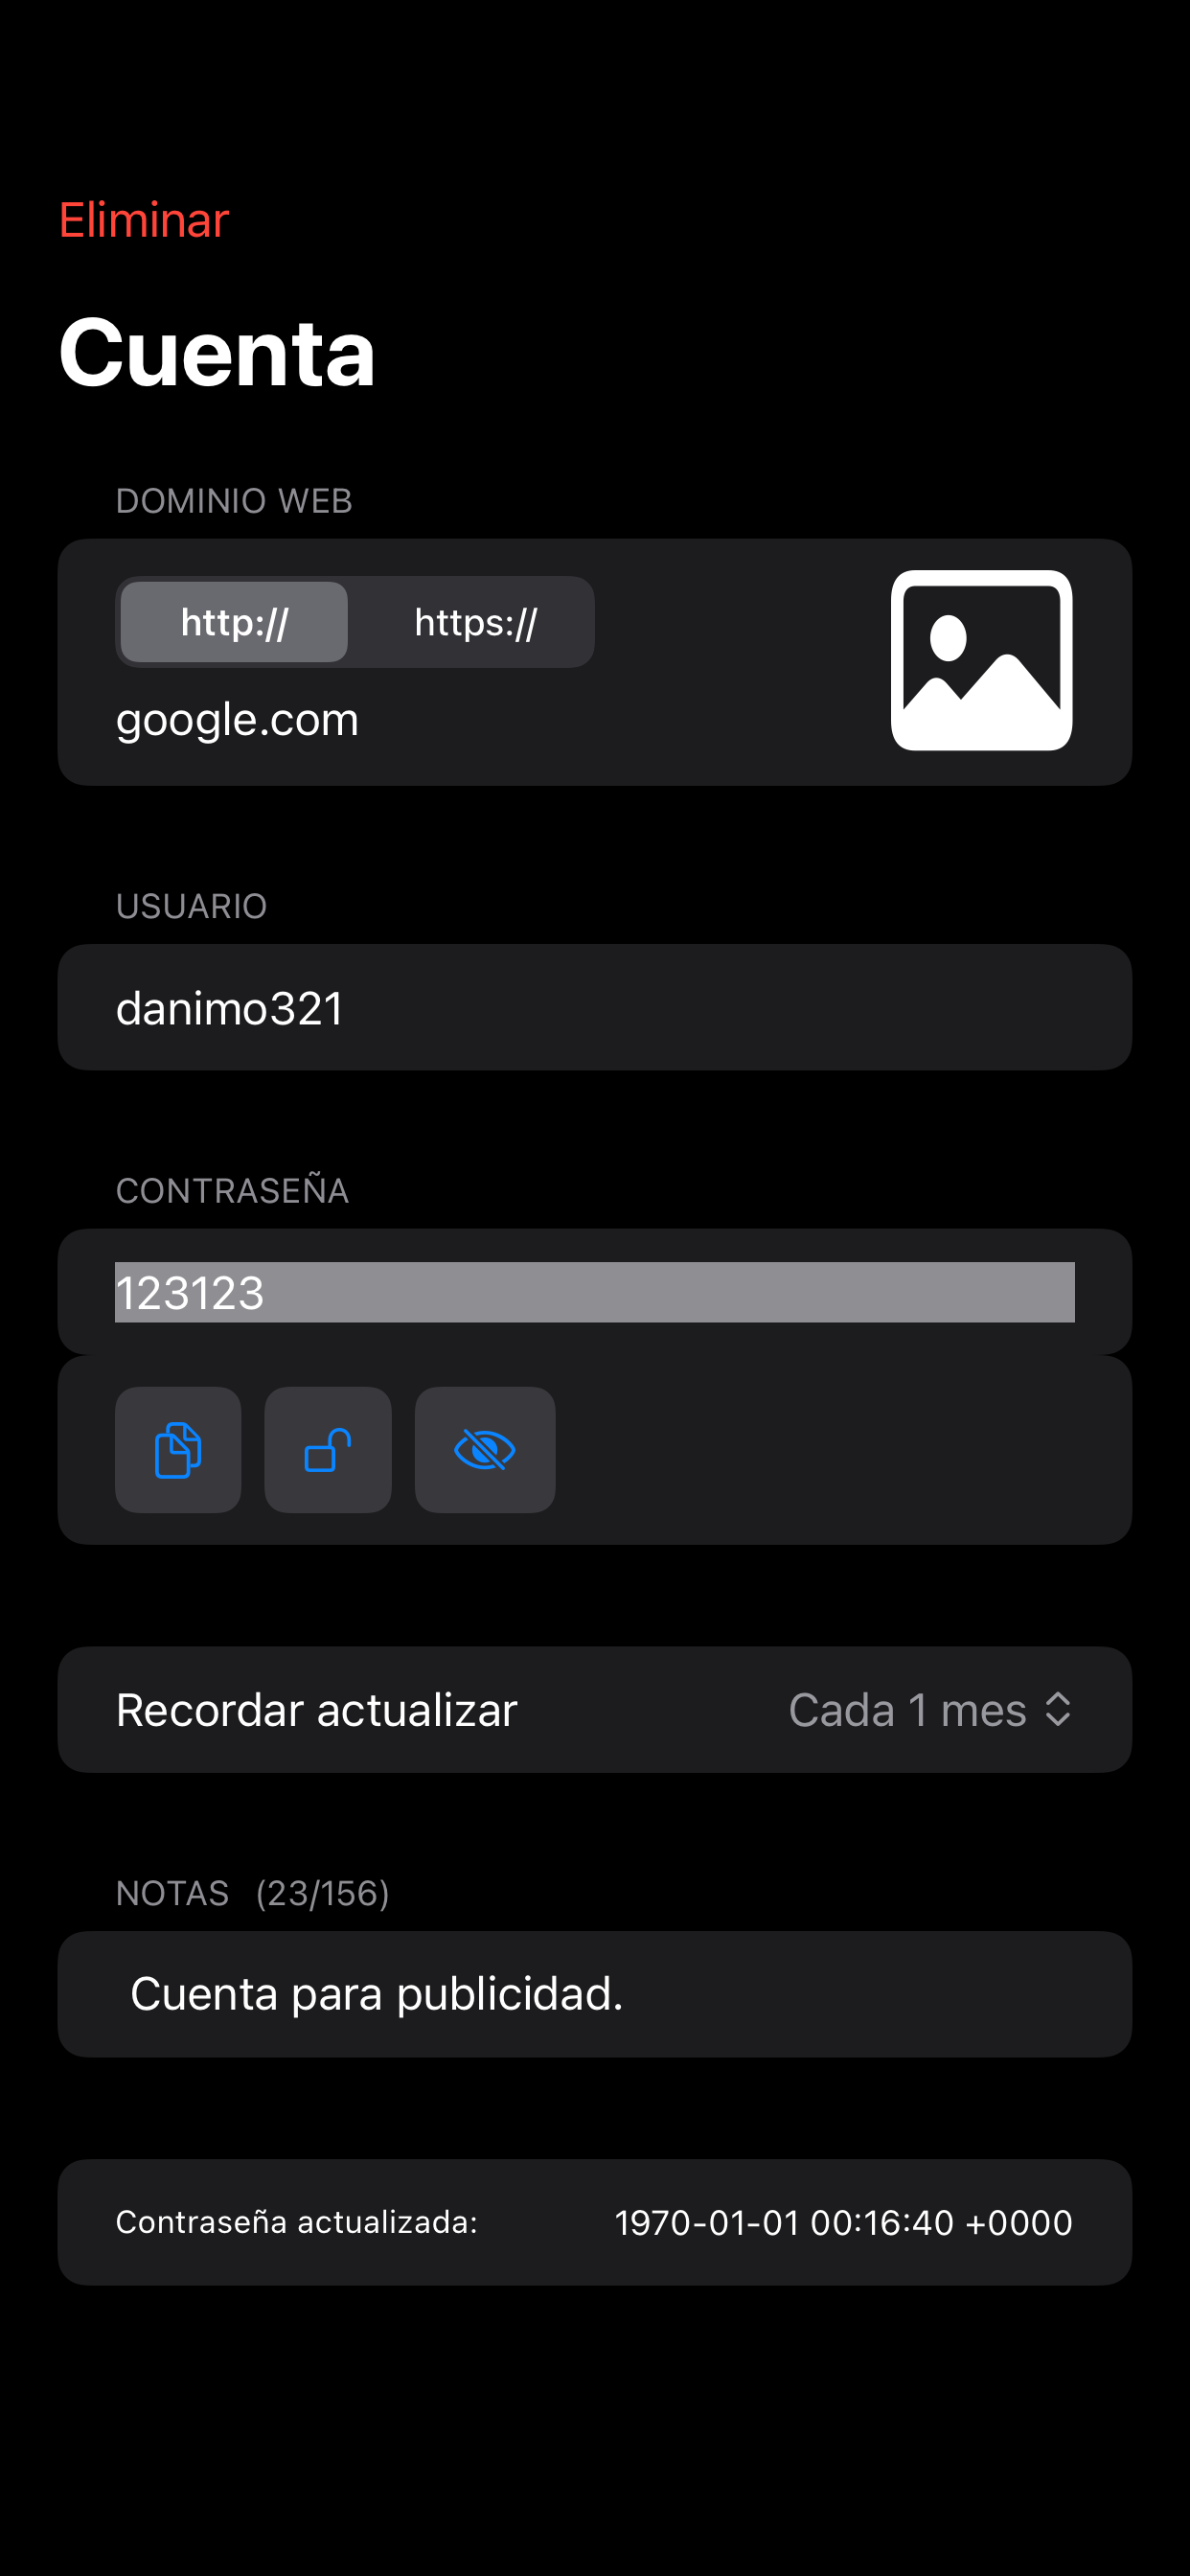 Eliminar
Cuenta
DOMINIO WEB
http:// https://
google.com
USUARIO
danimo321
CONTRASEÑA
123123
Recordar actualizar Cada 1 mes
NOTAS (23/156)
Cuenta para publicidad.
Contraseña actualizada: 1970-01-01 00:16:40 +0000